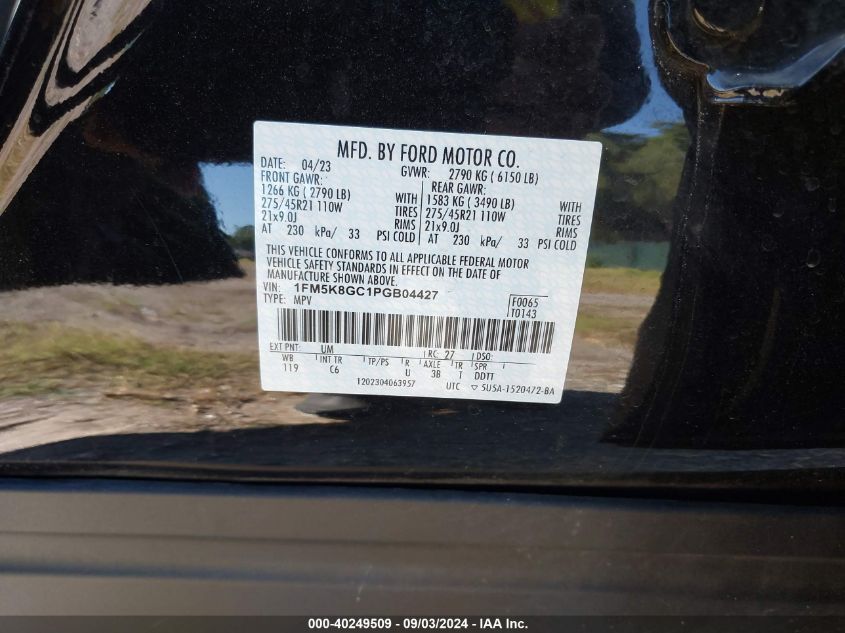 MFD. BY FORD MOTOR CO.
DATE: 04/23 GVWR: 2790 KG ( 6150 LB)
FRONT GAWR: REAR GAWR:
1266 KG ( 2790 LB) WITH 1583 KG ( 3490 LB) WITH
275/45R21 110W TIRES 275/45R21 110W TIRES
21x9.0J RIMS 21x9.0J RIMS
AT 230 kPa/ 33 PSI COLD AT 230 kPa/ 33 PSI COLD
THIS VEHICLE CONFORMS TO ALL APPLICABLE FEDERAL MOTOR
VEHICLE SAFETY STANDARDS IN EFFECT ON THE DATE OF
MANUFACTURE SHOWN ABOVE.
VIN: 1FM5K8GC1PGB04427 F0065
TYPE: MPV T0143
EXT PNT: UM RC: 27 DSO:
WB INT TR TP/PS R AXLE TR SPR
119 C6 U 3B T DDTT
1202304063957 UTC ▽ 5U5A-1520472-BA
000-40249509 - 09/03/2024 - IAA Inc.